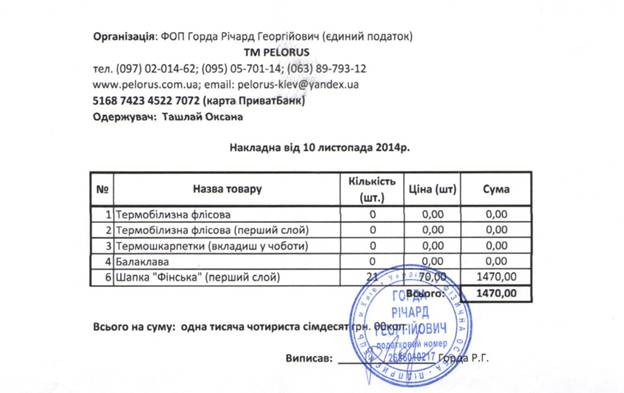 Організація: ФОП Горда Річард Георгійович (єдиний податок)
ТМ PELORUS
тел. (097) 02-014-62; (095) 05-701-14; (063) 89-793-12
www.pelorus.com.ua; email: pelorus-kiev@yandex.ua
5168 7423 4522 7072 (карта ПриватБанк)
Одержувач: Ташлай Оксана
Накладна від 10 листопада 2014р.
№ Назва товару Кількість (шт.) Ціна (шт) Сума
1 Термобілизна флісова 0 0,00 0,00
2 Термобілизна флісова (перший слой) 0 0,00 0,00
3 Термошкарпетки (вкладиш у чоботи) 0 0,00 0,00
4 Балаклава 0 0,00 0,00
6 Шапка "Фінська" (перший слой) 21 70,00 1470,00
Всього: 1470,00
Всього на суму: одна тисяча чотириста сімдесят грн. 00коп.
Виписав: Горда Р.Г.
ГОРДА
РІЧАРД
ГЕОРГІЙОВИЧ
податковий номер